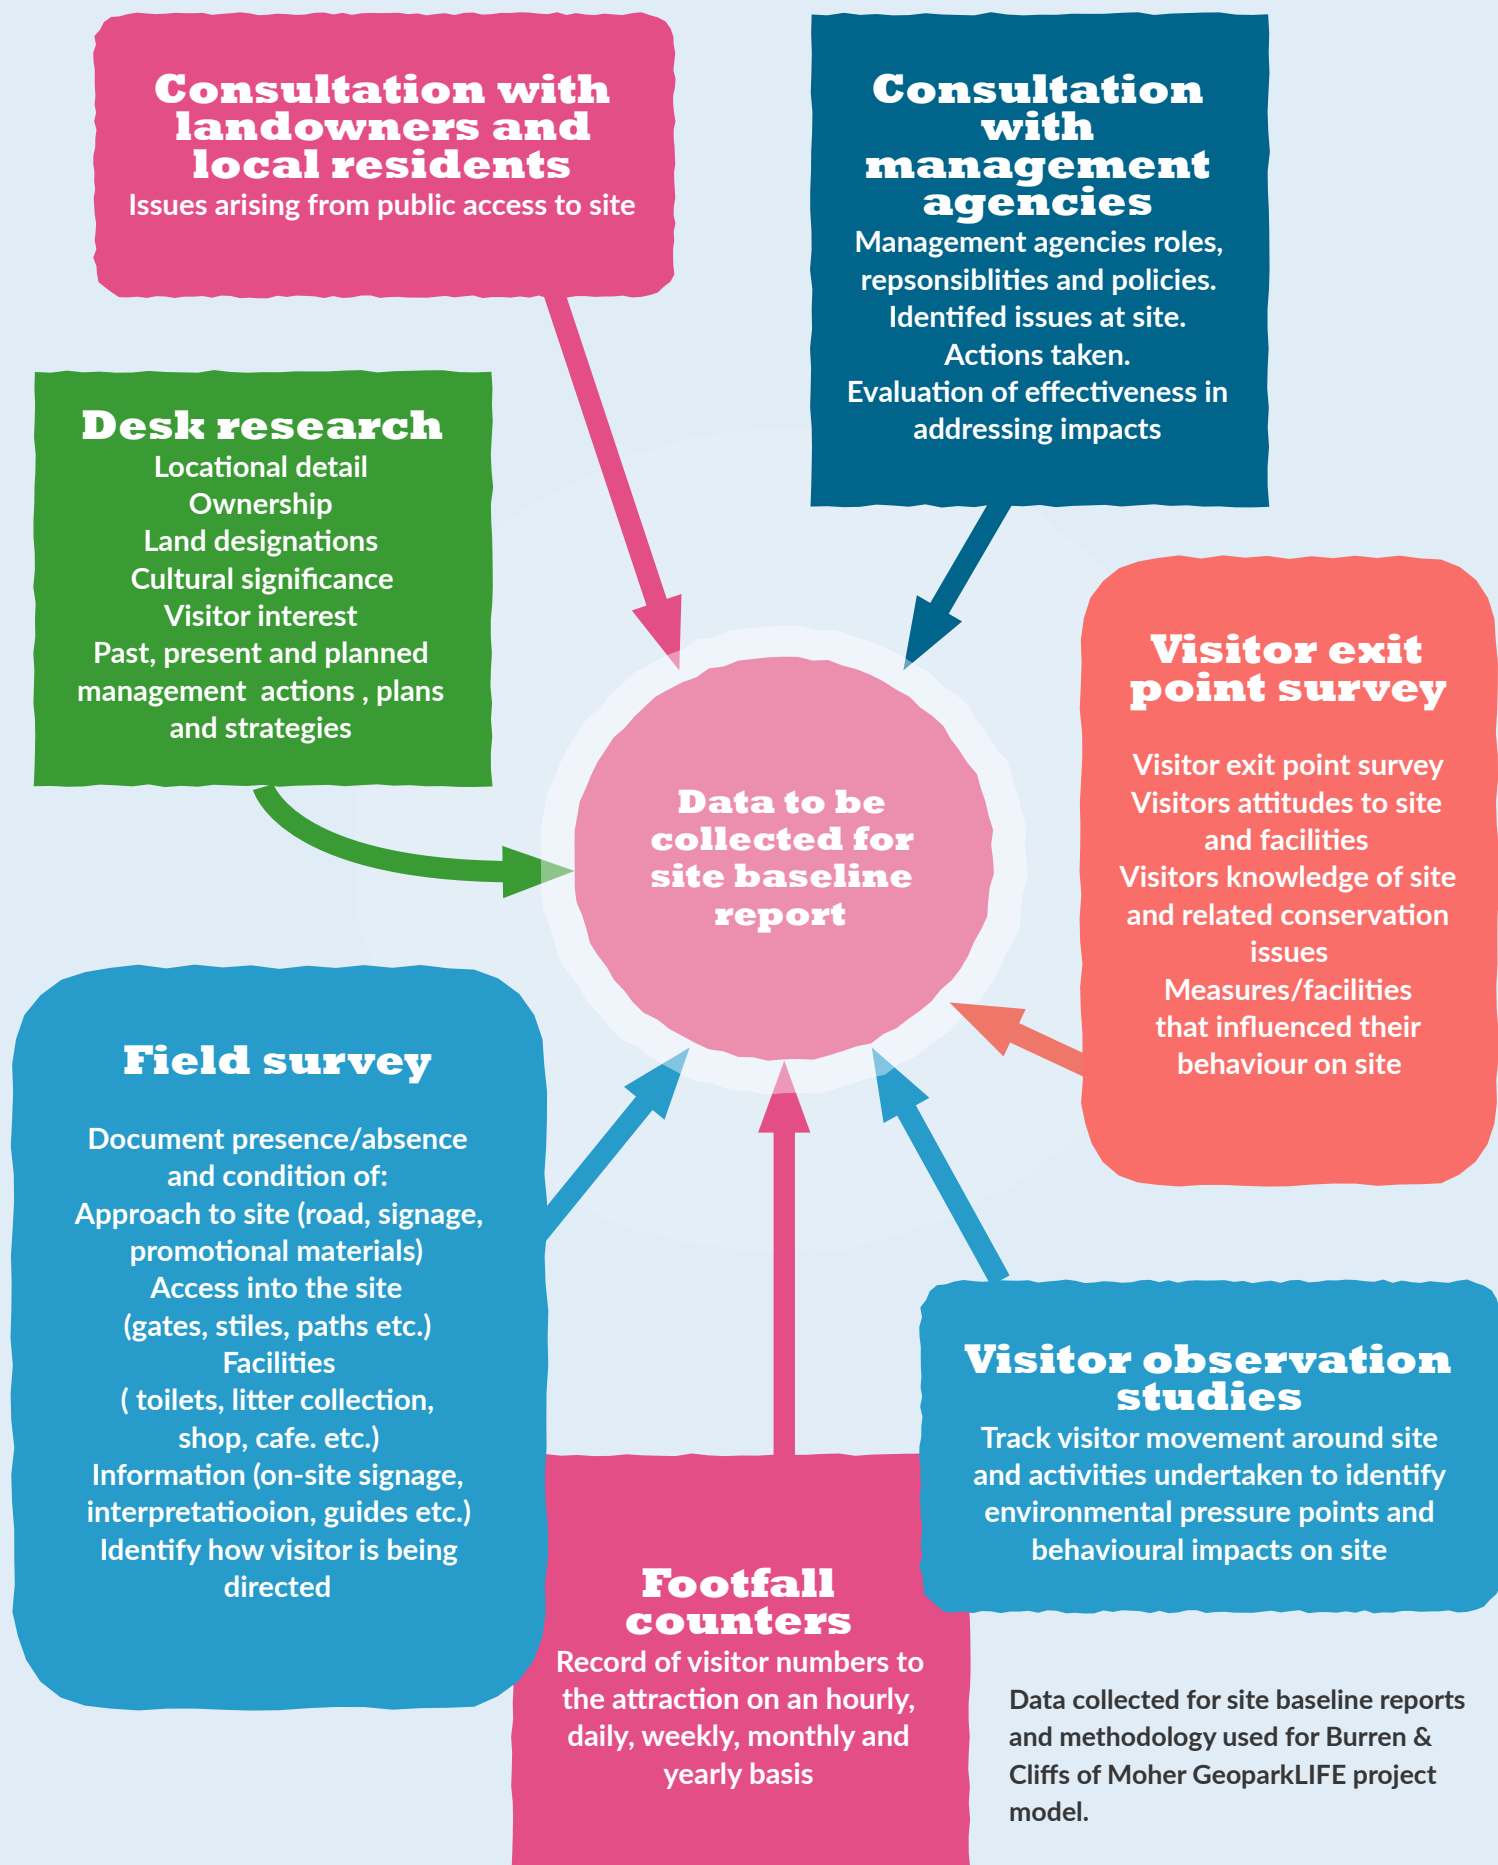 Consultation with
landowners and
local residents
Issues arising from public access to site
Consultation
with
management
agencies
Management agencies roles,
repsonsiblities and policies.
Identifed issues at site.
Actions taken.
Evaluation of effectiveness in
addressing impacts
Desk research
Locational detail
Ownership
Land designations
Cultural significance
Visitor interest
Past, present and planned
management  actions , plans
and strategies
Visitor exit
point survey
Visitor exit point survey
Visitors attitudes to site
and facilities
Visitors knowledge of site
and related conservation
issues
Measures/facilities
that influenced their
behaviour on site
Data to be
collected for
site baseline
report
Field survey
Document presence/absence
and condition of:
Approach to site (road, signage,
promotional materials)
Access into the site
(gates, stiles, paths etc.)
Facilities
( toilets, litter collection,
shop, cafe. etc.)
Information (on-site signage,
interpretatiooion, guides etc.)
Identify how visitor is being
directed
Visitor observation
studies
Track visitor movement around site
and activities undertaken to identify
environmental pressure points and
behavioural impacts on site
Footfall
counters
Record of visitor numbers to
the attraction on an hourly,
daily, weekly, monthly and
yearly basis
Data collected for site baseline reports
and methodology used for Burren &
Cliffs of Moher GeoparkLIFE project
model.